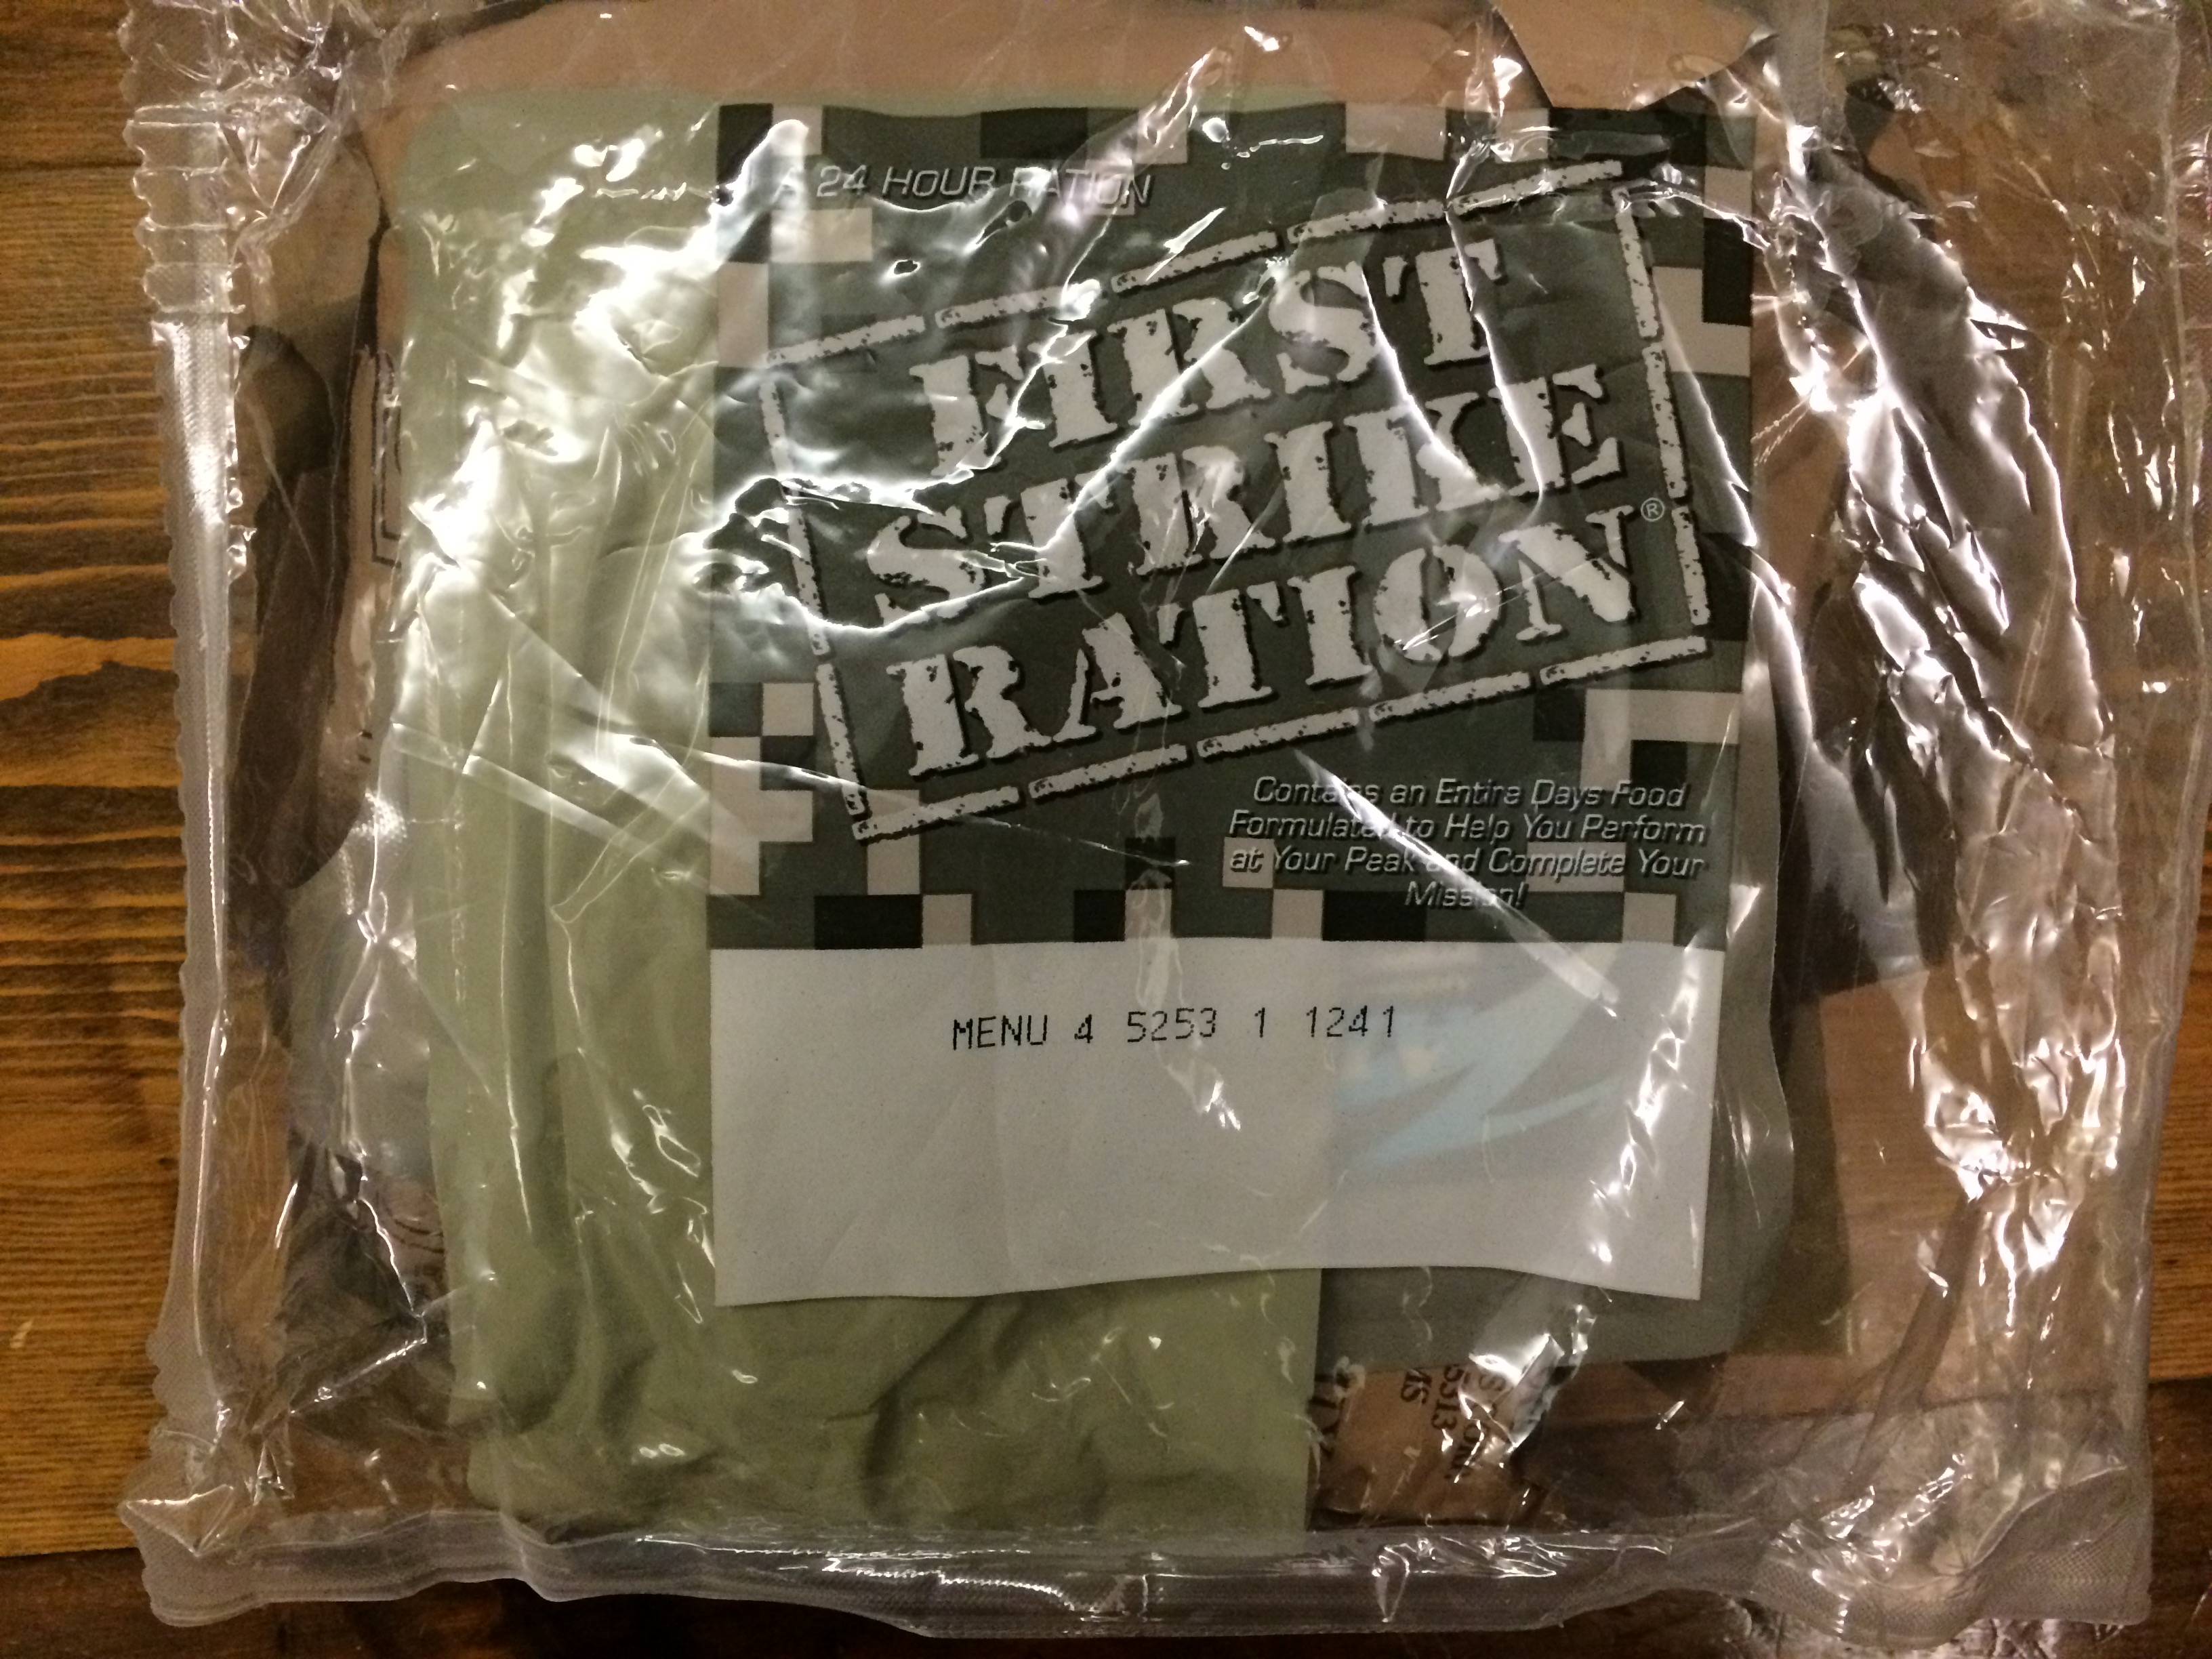 A 24 HOUR RATION
FIRST
STRIKE
RATION®
Contains an Entire Days Food
Formulated to Help You Perform
at Your Peak and Complete Your
Mission!
MENU 4 5253 1 1241
5313